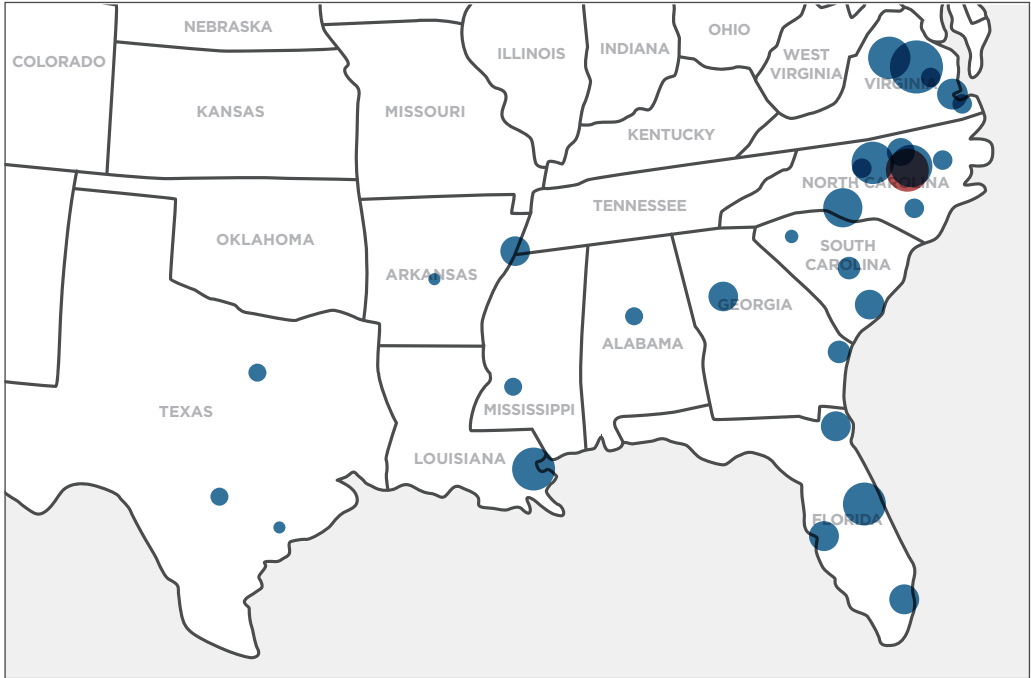 NEBRASKA
COLORADO
ILLINOIS
INDIANA
OHIO
WEST
VIRGINIA
VIRGINIA
KANSAS
MISSOURI
KENTUCKY
NORTH CAROLINA
TENNESSEE
OKLAHOMA
ARKANSAS
SOUTH
CAROLINA
GEORGIA
ALABAMA
TEXAS
MISSISSIPPI
LOUISIANA
FLORIDA